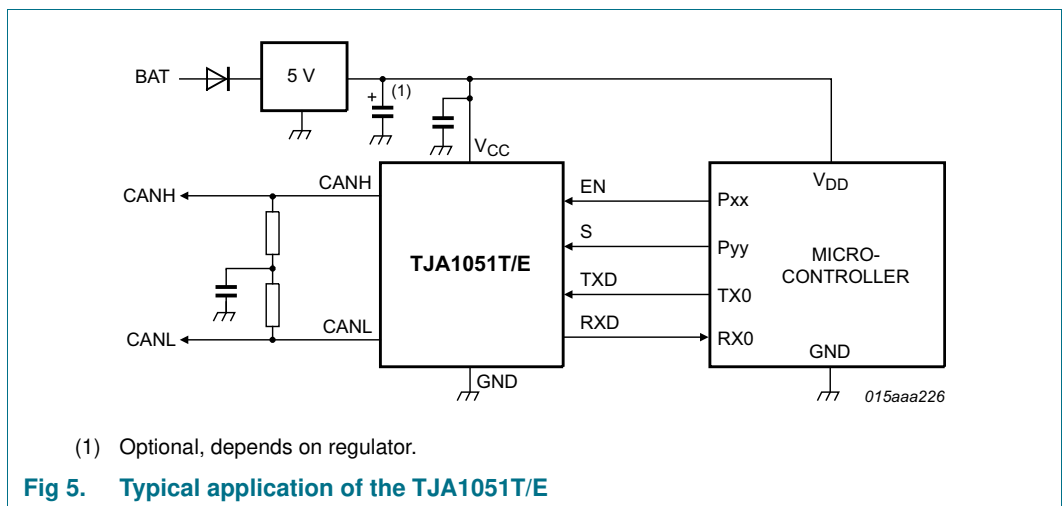 BAT
5 V
+
(1)
VCC
CANH
CANH
EN
Pxx
VDD
S
Pyy
TJA1051T/E
MICRO-
CONTROLLER
TXD
TX0
RXD
RX0
CANL
CANL
GND
GND
015aaa226
(1) Optional, depends on regulator.
Fig 5. Typical application of the TJA1051T/E